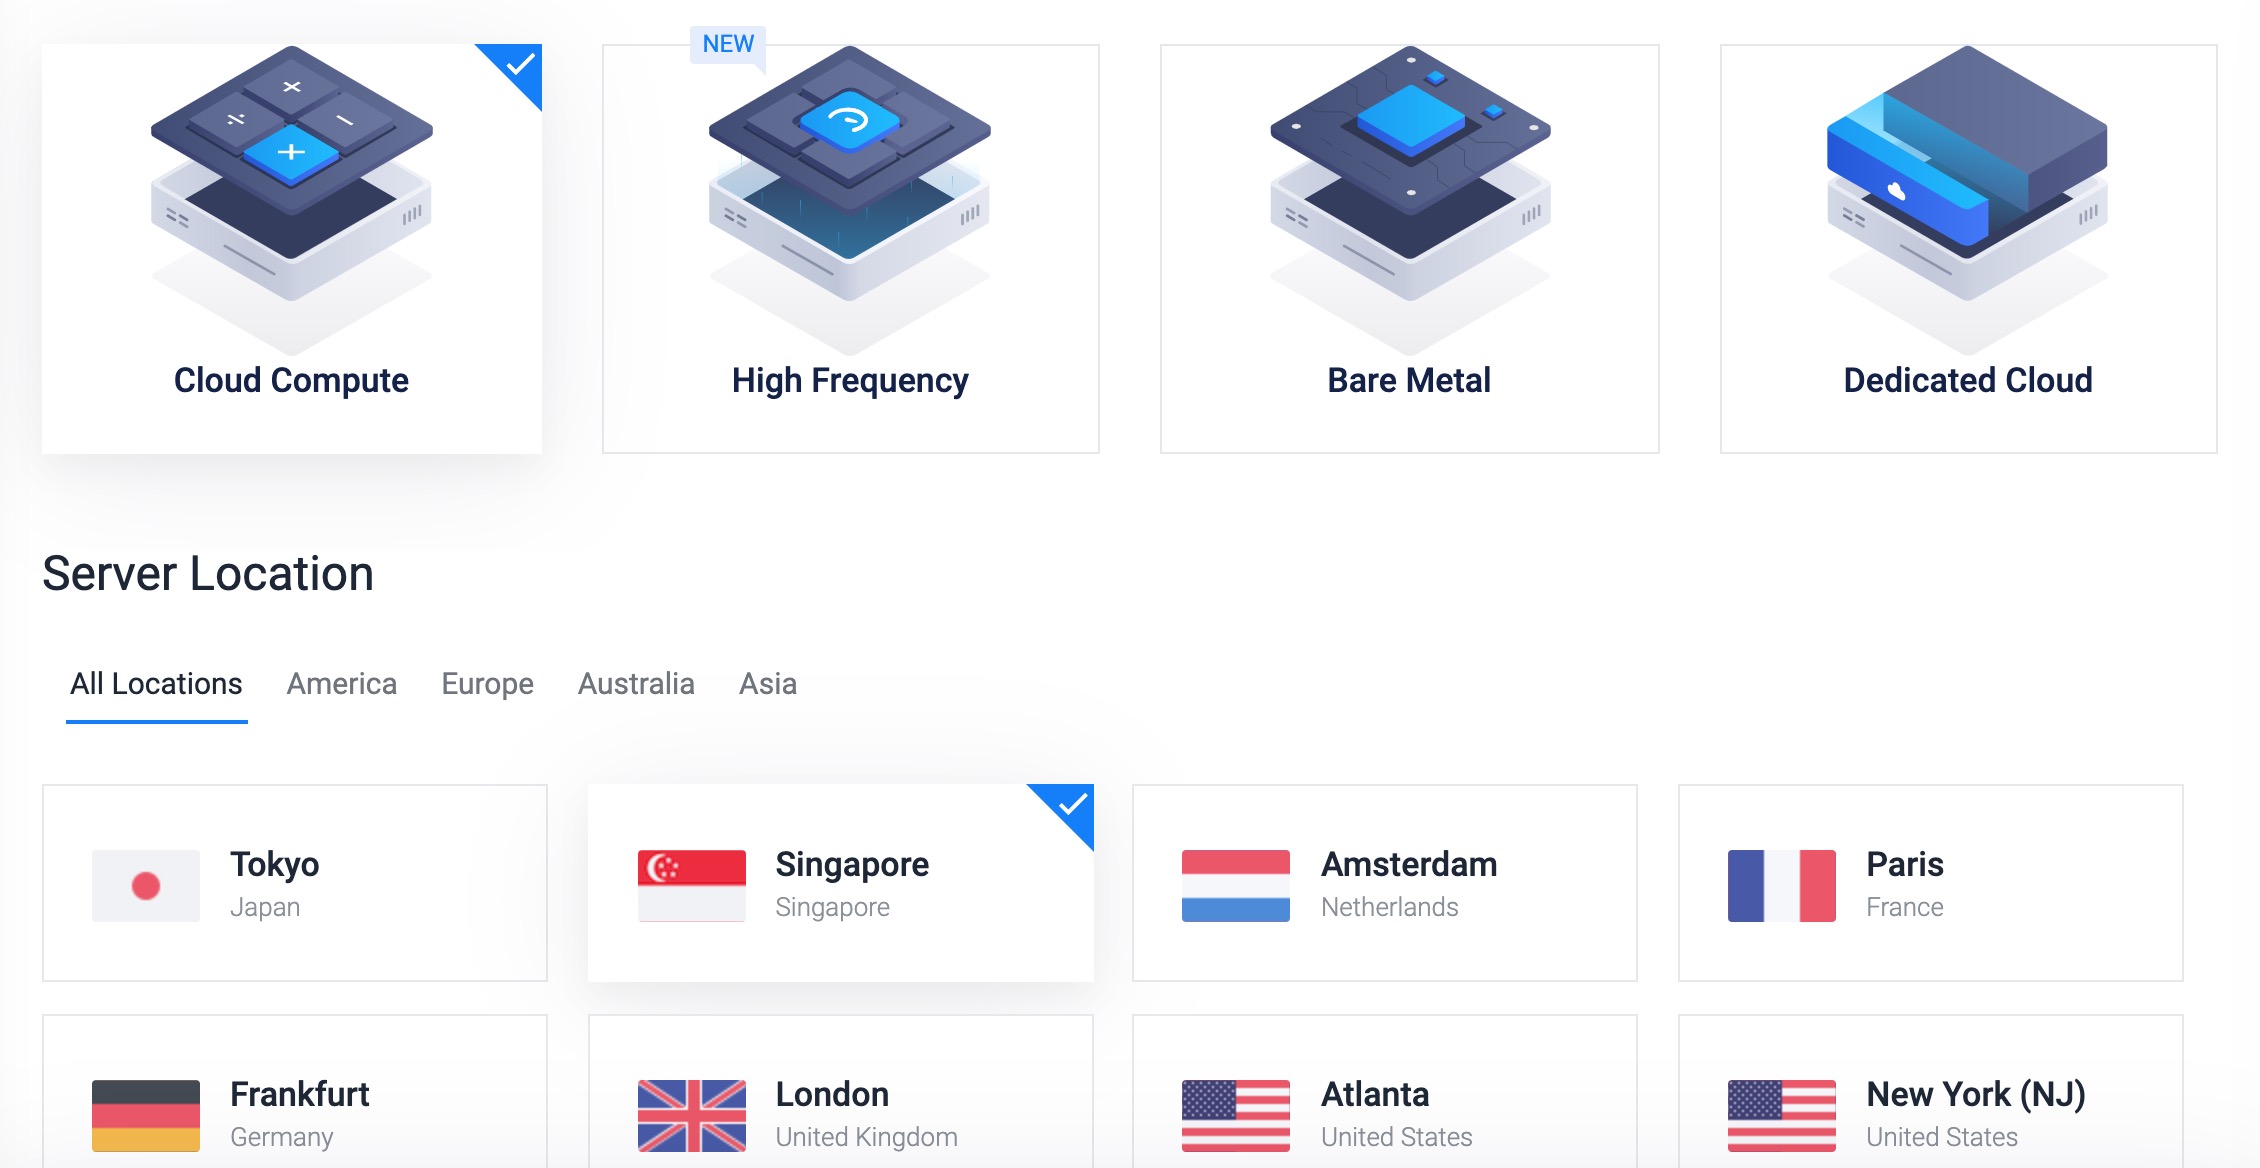 NEW
Cloud Compute
High Frequency
Bare Metal
Dedicated Cloud
Server Location
All Locations
America
Europe
Australia
Asia
Tokyo
Japan
Singapore
Singapore
Amsterdam
Netherlands
Paris
France
Frankfurt
Germany
London
United Kingdom
Atlanta
United States
New York (NJ)
United States